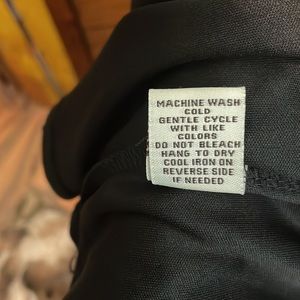 MACHINE WASH
COLD
GENTLE CYCLE
WITH LIKE
COLORS
DO NOT BLEACH
HANG TO DRY
COOL IRON ON
REVERSE SIDE
IF NEEDED